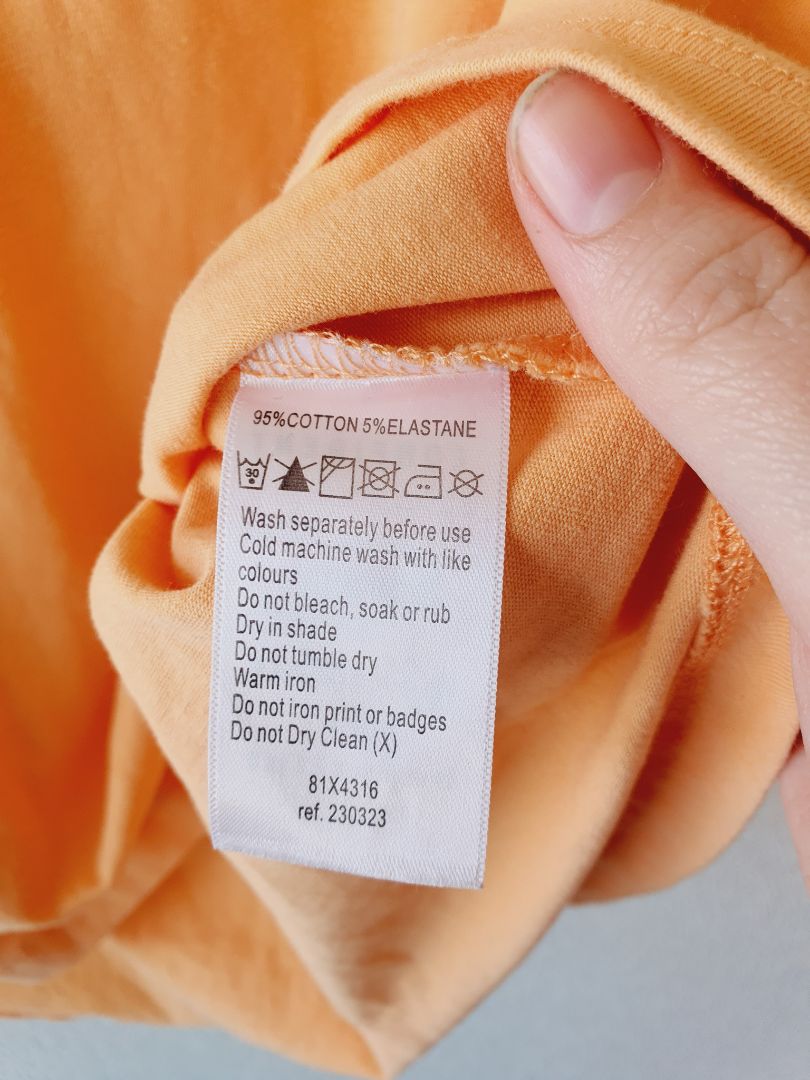 95%COTTON 5%ELASTANE
30
Wash separately before use
Cold machine wash with like
colours
Do not bleach, soak or rub
Dry in shade
Do not tumble dry
Warm iron
Do not iron print or badges
Do not Dry Clean (X)
81X4316
ref. 230323